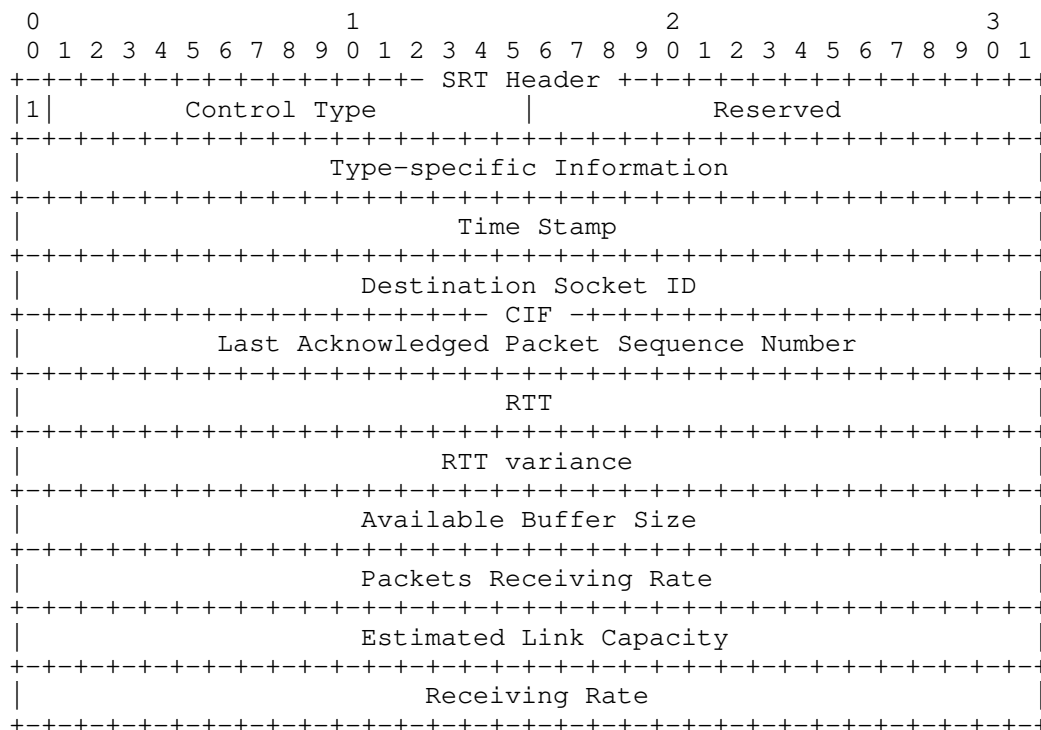 0                   1                   2                   3
 0 1 2 3 4 5 6 7 8 9 0 1 2 3 4 5 6 7 8 9 0 1 2 3 4 5 6 7 8 9 0 1
+-+-+-+-+-+-+-+-+-+-+-+-+- SRT Header +-+-+-+-+-+-+-+-+-+-+-+-+-+
|1|        Control Type         |           Reserved            |
+-+-+-+-+-+-+-+-+-+-+-+-+-+-+-+-+-+-+-+-+-+-+-+-+-+-+-+-+-+-+-+-+
|                   Type-specific Information                   |
+-+-+-+-+-+-+-+-+-+-+-+-+-+-+-+-+-+-+-+-+-+-+-+-+-+-+-+-+-+-+-+-+
|                           Time Stamp                          |
+-+-+-+-+-+-+-+-+-+-+-+-+-+-+-+-+-+-+-+-+-+-+-+-+-+-+-+-+-+-+-+-+
|                     Destination Socket ID                     |
+-+-+-+-+-+-+-+-+-+-+-+-+-+-+- CIF -+-+-+-+-+-+-+-+-+-+-+-+-+-+-+
|            Last Acknowledged Packet Sequence Number           |
+-+-+-+-+-+-+-+-+-+-+-+-+-+-+-+-+-+-+-+-+-+-+-+-+-+-+-+-+-+-+-+-+
|                              RTT                              |
+-+-+-+-+-+-+-+-+-+-+-+-+-+-+-+-+-+-+-+-+-+-+-+-+-+-+-+-+-+-+-+-+
|                          RTT variance                         |
+-+-+-+-+-+-+-+-+-+-+-+-+-+-+-+-+-+-+-+-+-+-+-+-+-+-+-+-+-+-+-+-+
|                     Available Buffer Size                     |
+-+-+-+-+-+-+-+-+-+-+-+-+-+-+-+-+-+-+-+-+-+-+-+-+-+-+-+-+-+-+-+-+
|                     Packets Receiving Rate                    |
+-+-+-+-+-+-+-+-+-+-+-+-+-+-+-+-+-+-+-+-+-+-+-+-+-+-+-+-+-+-+-+-+
|                     Estimated Link Capacity                   |
+-+-+-+-+-+-+-+-+-+-+-+-+-+-+-+-+-+-+-+-+-+-+-+-+-+-+-+-+-+-+-+-+
|                         Receiving Rate                        |
+-+-+-+-+-+-+-+-+-+-+-+-+-+-+-+-+-+-+-+-+-+-+-+-+-+-+-+-+-+-+-+-+